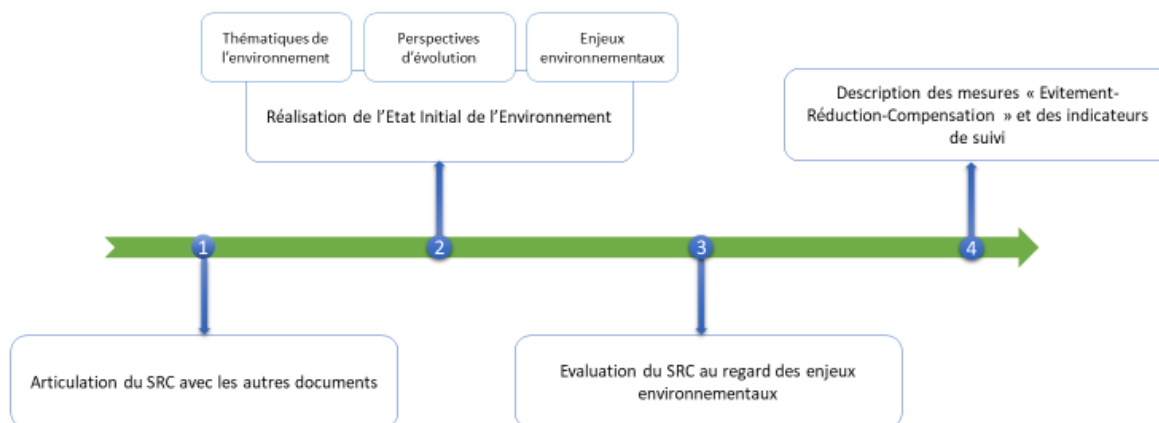 Thématiques de
l'environnement
Perspectives
d'évolution
Enjeux
environnementaux
Réalisation de l'Etat Initial de l'Environnement
Description des mesures « Evitement-
Réduction-Compensation » et des indicateurs
de suivi
1
2
3
4
Articulation du SRC avec les autres documents
Evaluation du SRC au regard des enjeux
environnementaux